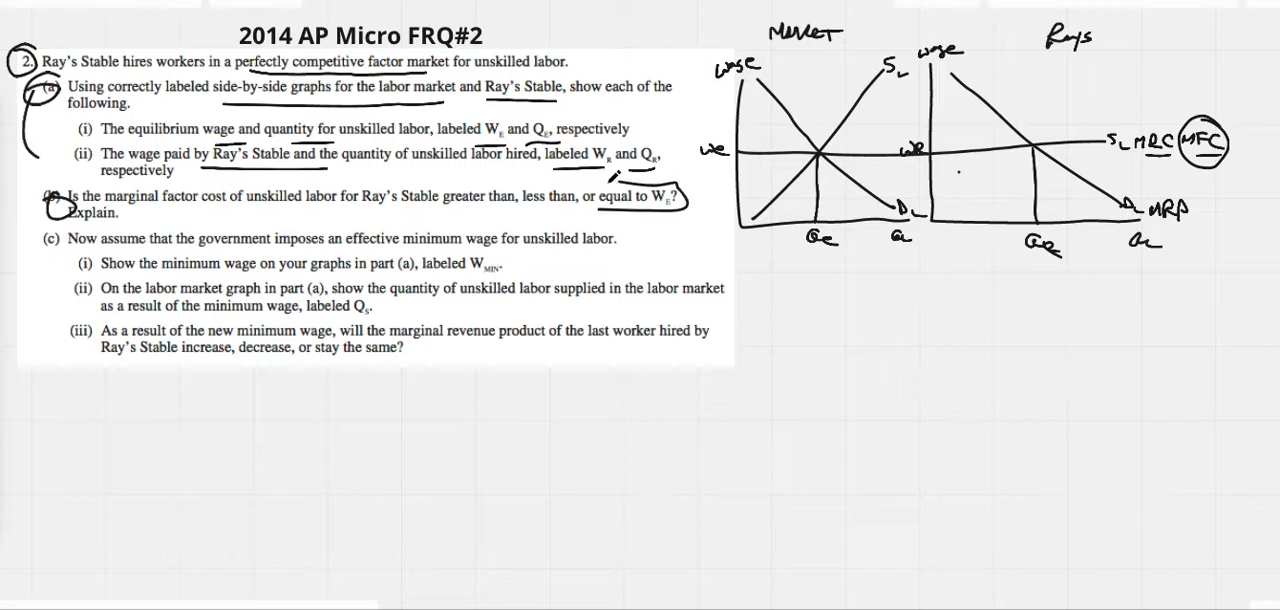 2014 AP Micro FRQ#2
2. Ray's Stable hires workers in a perfectly competitive factor market for unskilled labor.
(a) Using correctly labeled side-by-side graphs for the labor market and Ray's Stable, show each of the
following.
(i) The equilibrium wage and quantity for unskilled labor, labeled WE and QE, respectively
(ii) The wage paid by Ray's Stable and the quantity of unskilled labor hired, labeled WR and QR,
respectively
(b) Is the marginal factor cost of unskilled labor for Ray's Stable greater than, less than, or equal to WE?
Explain.
(c) Now assume that the government imposes an effective minimum wage for unskilled labor.
(i) Show the minimum wage on your graphs in part (a), labeled WMIN.
(ii) On the labor market graph in part (a), show the quantity of unskilled labor supplied in the labor market
as a result of the minimum wage, labeled QS.
(iii) As a result of the new minimum wage, will the marginal revenue product of the last worker hired by
Ray's Stable increase, decrease, or stay the same?
Market
Wage
SL
We
DL
Qe
QL
Rays
Wage
We
SL MRC MFC
DL MRP
QR
QL